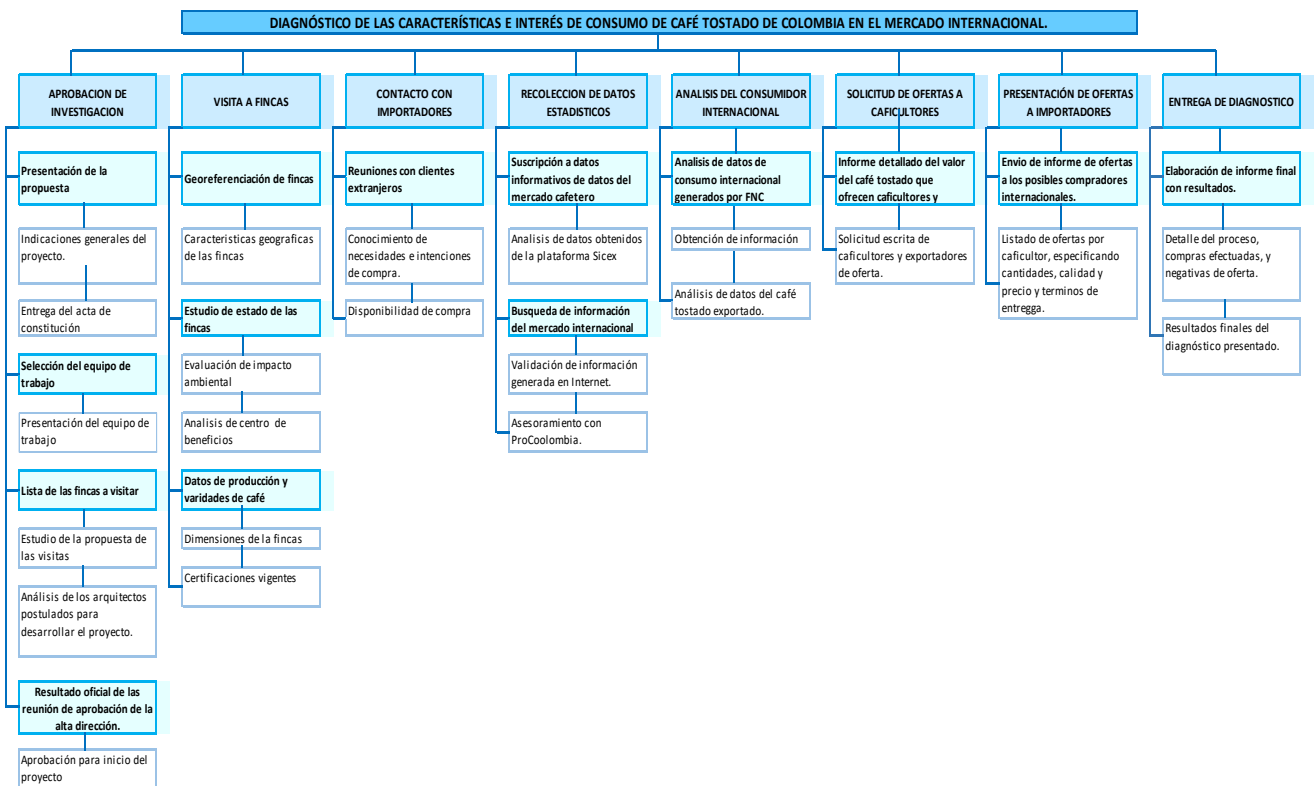 DIAGNÓSTICO DE LAS CARACTERÍSTICAS E INTERÉS DE CONSUMO DE CAFÉ TOSTADO DE COLOMBIA EN EL MERCADO INTERNACIONAL.
APROBACION DE
INVESTIGACION
Presentación de la
propuesta
Indicaciones generales del
proyecto.
Entrega del acta de
constitución
Selección del equipo de
trabajo
Presentación del equipo de
trabajo
Lista de las fincas a visitar
Estudio de la propuesta de
las visitas
Análisis de los arquitectos
postulados para
desarrollar el proyecto.
Resultado oficial de las
reunión de aprobación de la
alta dirección.
Aprobación para inicio del
proyecto
VISITA A FINCAS
Georeferenciación de fincas
Caracteristicas geograficas
de las fincas
Estudio de estado de las
fincas
Evaluación de impacto
ambiental
Analisis de centro de
beneficios
Datos de producción y
varidades de café
Dimensiones de la fincas
Certificaciones vigentes
CONTACTO CON
IMPORTADORES
Reuniones con clientes
extranjeros
Conocimiento de
necesidades e intenciones
de compra.
Disponibilidad de compra
RECOLECCION DE DATOS
ESTADISTICOS
Suscripción a datos
informativos de datos del
mercado cafetero
Analisis de datos obtenidos
de la plataforma Sicex
Busqueda de información
del mercado internacional
Validación de información
generada en Internet.
Asesoramiento con
ProCoolombia.
ANALISIS DEL CONSUMIDOR
INTERNACIONAL
Analisis de datos de
consumo internacional
generados por FNC
Obtención de información
Análisis de datos del café
tostado exportado.
SOLICITUD DE OFERTAS A
CAFICULTORES
Informe detallado del valor
del café tostado que
ofrecen caficultores y
Solicitud escrita de
caficultores y exportadores
de oferta.
PRESENTACIÓN DE OFERTAS
A IMPORTADORES
Envio de informe de ofertas
a los posibles compradores
internacionales.
Listado de ofertas por
caficultor, especificando
cantidades, calidad y
precio y terminos de
entregga.
ENTREGA DE DIAGNOSTICO
Elaboración de informe final
con resultados.
Detalle del proceso,
compras efectuadas, y
negativas de oferta.
Resultados finales del
diagnóstico presentado.